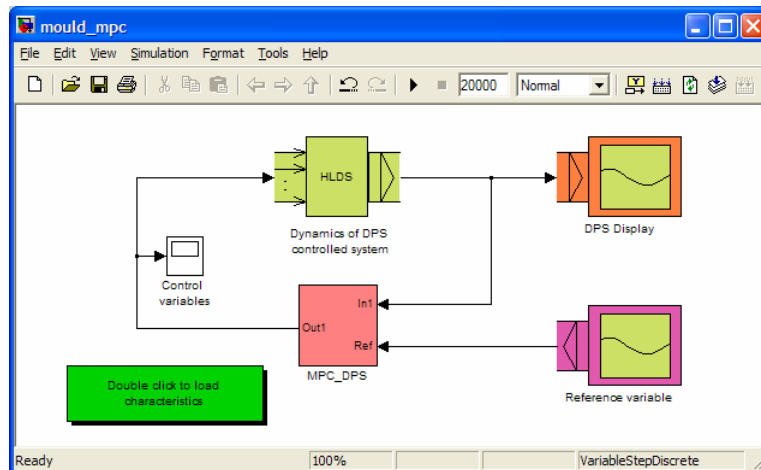 mould_mpc
File Edit View Simulation Format Tools Help
20000 Normal
HLDS
Dynamics of DPS
controlled system
DPS Display
Control
variables
In1
Out1
Ref
MPC_DPS
Reference variable
Double click to load
characteristics
Ready 100% VariableStepDiscrete